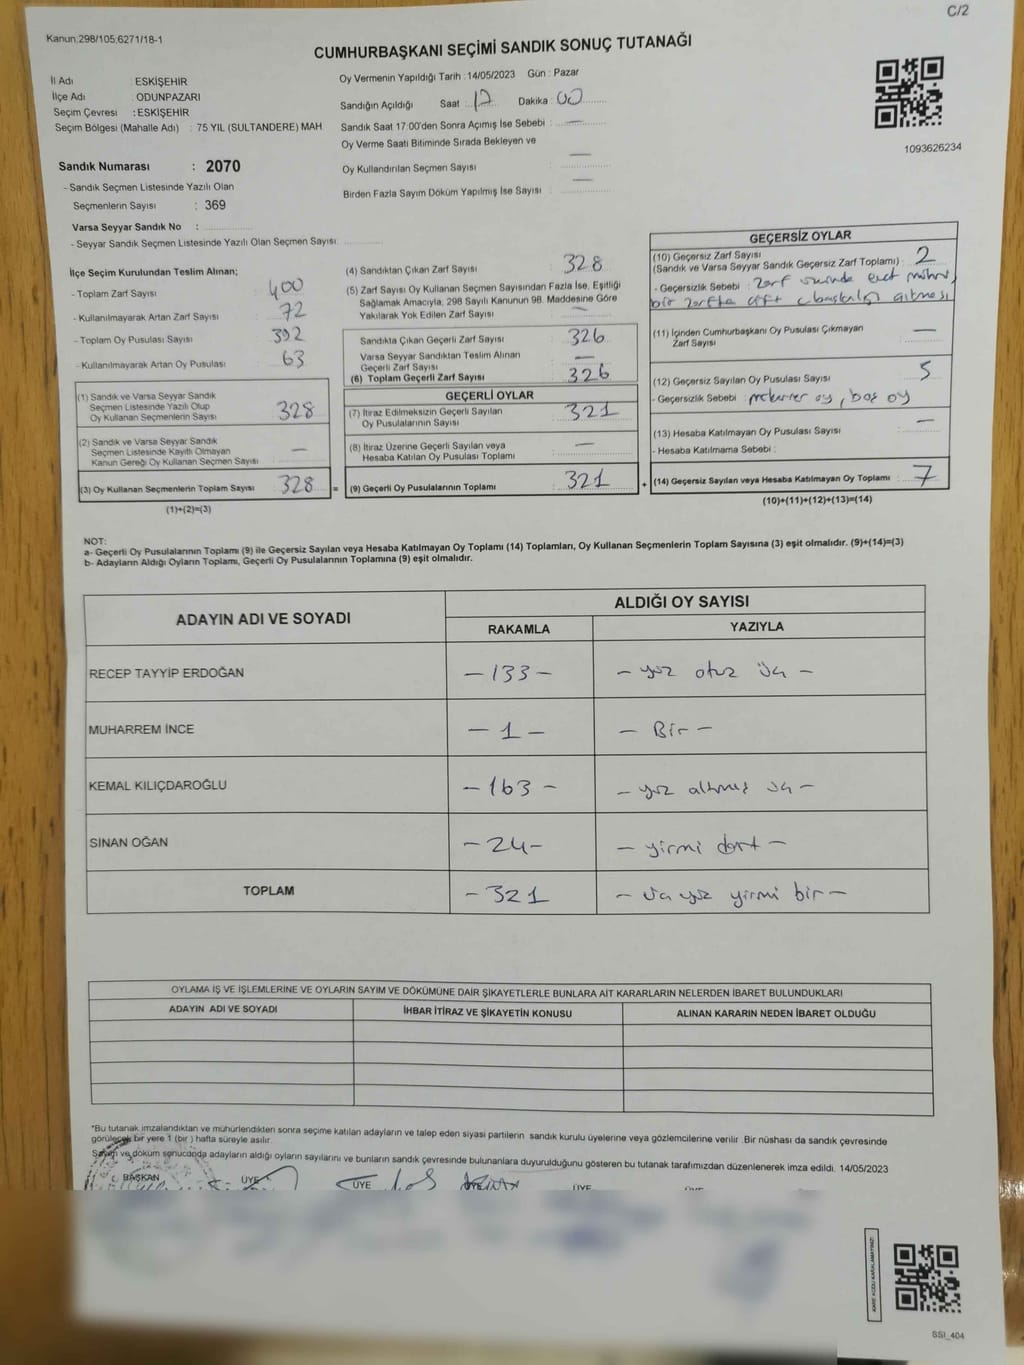 C/2
Kanun;298/105;6271/18-1
CUMHURBAŞKANI SEÇİMİ SANDIK SONUÇ TUTANAĞI
İl Adı : ESKİŞEHİR
İlçe Adı : ODUNPAZARI
Seçim Çevresi : ESKİŞEHİR
Seçim Bölgesi (Mahalle Adı) : 75 YIL (SULTANDERE) MAH
Sandık Numarası : 2070
- Sandık Seçmen Listesinde Yazılı Olan
Seçmenlerin Sayısı : 369
Varsa Seyyar Sandık No :
- Seyyar Sandık Seçmen Listesinde Yazılı Olan Seçmen Sayısı:
Oy Vermenin Yapıldığı Tarih : 14/05/2023 Gün : Pazar
Sandığın Açıldığı Saat : 17 Dakika : 00
Sandık Saat 17:00'den Sonra Açımış İse Sebebi : —
Oy Verme Saati Bitiminde Sırada Bekleyen ve
Oy Kullandırılan Seçmen Sayısı : —
Birden Fazla Sayım Döküm Yapılmış İse Sayısı : —
1093626234
İlçe Seçim Kurulundan Teslim Alınan;
- Toplam Zarf Sayısı : 400
- Kullanılmayarak Artan Zarf Sayısı : 72
- Toplam Oy Pusulası Sayısı : 392
- Kullanılmayarak Artan Oy Pusulası : 63
(1) Sandık ve Varsa Seyyar Sandık
Seçmen Listesinde Yazılı Olup
Oy Kullanan Seçmenlerin Sayısı : 328
(2) Sandık ve Varsa Seyyar Sandık
Seçmen Listesinde Kayıtlı Olmayan
Kanun Gereği Oy Kullanan Seçmen Sayısı : —
(3) Oy Kullanan Seçmenlerin Toplam Sayısı : 328 =
(1)+(2)=(3)
(4) Sandıktan Çıkan Zarf Sayısı : 328
(5) Zarf Sayısı Oy Kullanan Seçmen Sayısından Fazla İse, Eşitliği
Sağlamak Amacıyla; 298 Sayılı Kanunun 98. Maddesine Göre
Yakılarak Yok Edilen Zarf Sayısı : —
Sandıkta Çıkan Geçerli Zarf Sayısı : 326
Varsa Seyyar Sandıktan Teslim Alınan
Geçerli Zarf Sayısı : —
(6) Toplam Geçerli Zarf Sayısı : 326
GEÇERLİ OYLAR
(7) İtiraz Edilmeksizin Geçerli Sayılan
Oy Pusulasının Sayısı : 321
(8) İtiraz Üzerine Geçerli Sayılan veya
Hesaba Katılan Oy Pusulası Toplamı : —
(9) Geçerli Oy Pusulalarının Toplamı : 321 +
GEÇERSİZ OYLAR
(10) Geçersiz Zarf Sayısı
(Sandık ve Varsa Seyyar Sandık Geçersiz Zarf Toplamı) : 2
- Geçersizlik Sebebi : Zarf üzerinde evet mührü,
bir zarfta çift c.başkanlığı çıkması
(11) İçinden Cumhurbaşkanı Oy Pusulası Çıkmayan
Zarf Sayısı : —
(12) Geçersiz Sayılan Oy Pusulası Sayısı : 5
- Geçersizlik Sebebi : mükerrer oy, boş oy
(13) Hesaba Katılmayan Oy Pusulası Sayısı : —
- Hesaba Katılmama Sebebi :
(14) Geçersiz Sayılan veya Hesaba Katılmayan Oy Toplamı : 7
(10)+(11)+(12)+(13)=(14)
NOT:
a- Geçerli Oy Pusulalarının Toplamı (9) ile Geçersiz Sayılan veya Hesaba Katılmayan Oy Toplamı (14) Toplamları, Oy Kullanan Seçmenlerin Toplam Sayısına (3) eşit olmalıdır. (9)+(14)=(3)
b- Adayların Aldığı Oyların Toplamı, Geçerli Oy Pusulalarının Toplamına (9) eşit olmalıdır.
ADAYIN ADI VE SOYADI
ALDIĞI OY SAYISI
RAKAMLA YAZIYLA
RECEP TAYYİP ERDOĞAN – 133 – – yüz otuz üç –
MUHARREM İNCE – 1 – – Bir –
KEMAL KILIÇDAROĞLU – 163 – – yüz altmış üç –
SİNAN OĞAN – 24 – – yirmi dört –
TOPLAM – 321 – üç yüz yirmi bir –
OYLAMA İŞ VE İŞLEMLERİNE VE OYLARIN SAYIM VE DÖKÜMÜNE DAİR ŞİKAYETLERLE BUNLARA AİT KARARLARIN NELERDEN İBARET BULUNDUKLARI
ADAYIN ADI VE SOYADI İHBAR İTİRAZ VE ŞİKAYETİN KONUSU ALINAN KARARIN NEDEN İBARET OLDUĞU
*Bu tutanak imzalandıktan ve mühürlendikten sonra seçime katılan adayların ve talep eden siyasi partilerin sandık kurulu üyelerine veya gözlemcilerine verilir. Bir nüshası da sandık çevresinde
görülecek bir yere 1 (bir) hafta süreyle asılır.
Sayım ve döküm sonucunda adayların aldığı oyların sayılarını ve bunların sandık çevresinde bulunanlara duyurulduğunu gösteren bu tutanak tarafımızdan düzenlenerek imza edildi. 14/05/2023
BAŞKAN ÜYE ÜYE ÜYE ÜYE ÜYE
SSI_404